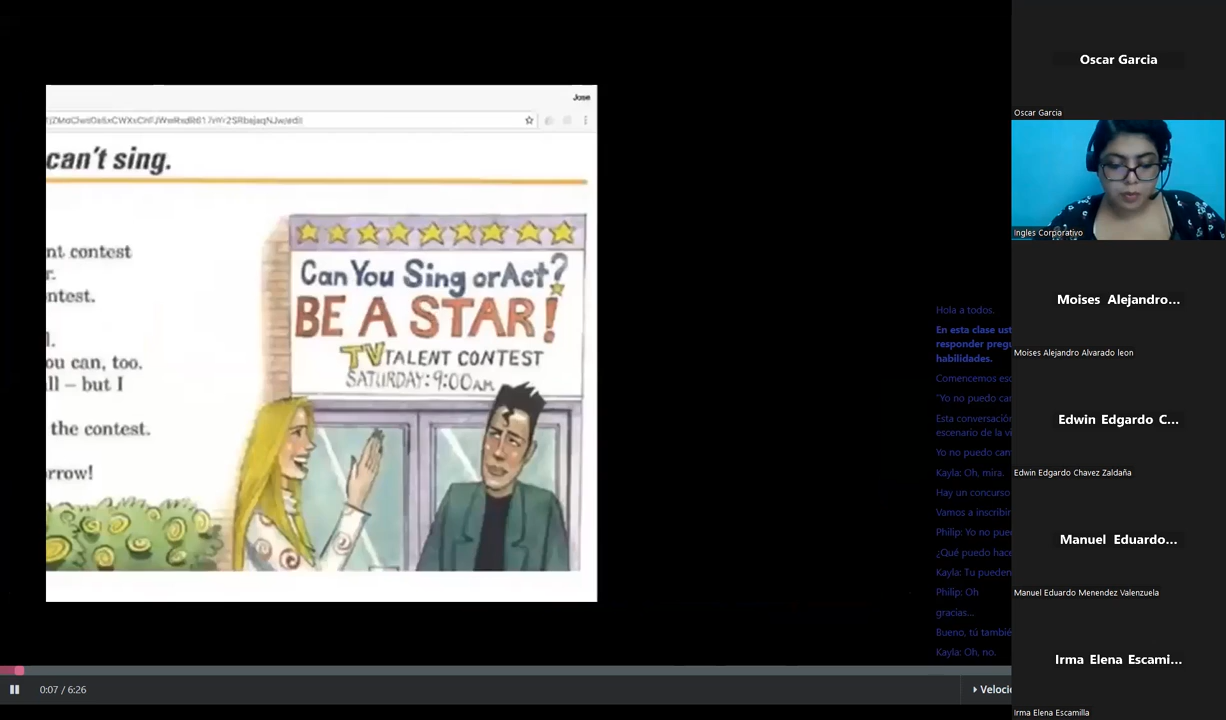 Jose
can't sing.
nt contest
r.
ntest.
l.
ou can, too.
ll – but I
the contest.
rrow!
Can You Sing or Act?
BE A STAR!
TV TALENT CONTEST
SATURDAY: 9:00 AM
Hola a todos.
En esta clase ust
responder pregu
habilidades.
Comencemos esc
"Yo no puedo can
Esta conversación
escenario de la vi
Yo no puedo can
Kayla: Oh, mira.
Hay un concurso
Vamos a inscribir
Philip: Yo no pue
¿Qué puedo hace
Kayla: Tu pueden
Philip: Oh
gracias...
Bueno, tú tambié
Kayla: Oh, no.
0:07 / 6:26
Veloci
Oscar Garcia
Oscar Garcia
Ingles Corporativo
Moises Alejandro...
Moises Alejandro Alvarado leon
Edwin Edgardo C...
Edwin Edgardo Chavez Zaldaña
Manuel Eduardo...
Manuel Eduardo Menendez Valenzuela
Irma Elena Escami...
Irma Elena Escamilla